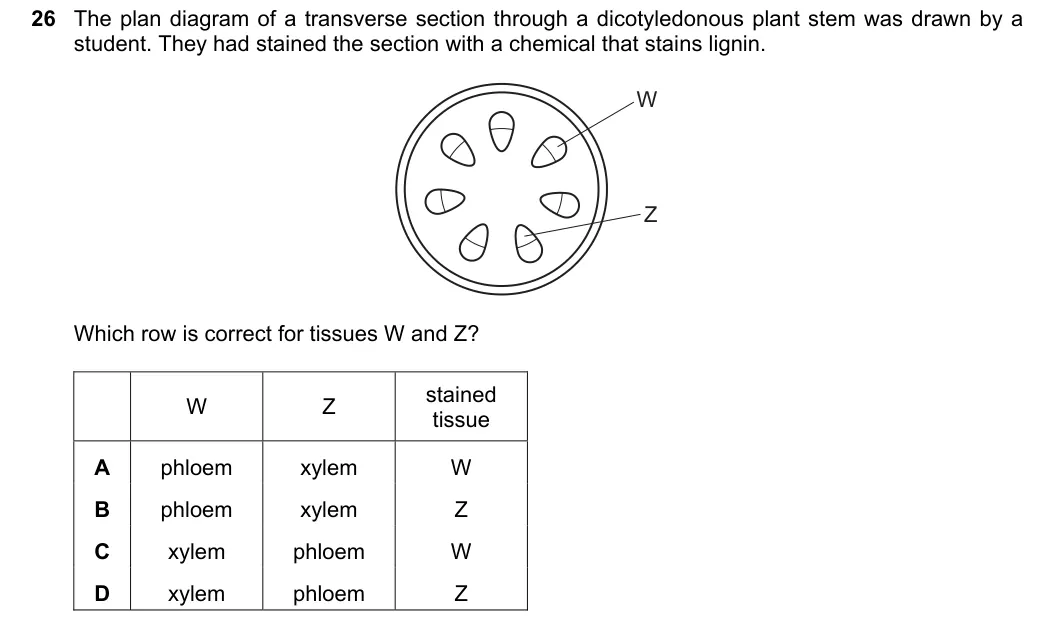 26 The plan diagram of a transverse section through a dicotyledonous plant stem was drawn by a
student. They had stained the section with a chemical that stains lignin.
W
Z
Which row is correct for tissues W and Z?
W Z stained tissue
A phloem xylem W
B phloem xylem Z
C xylem phloem W
D xylem phloem Z